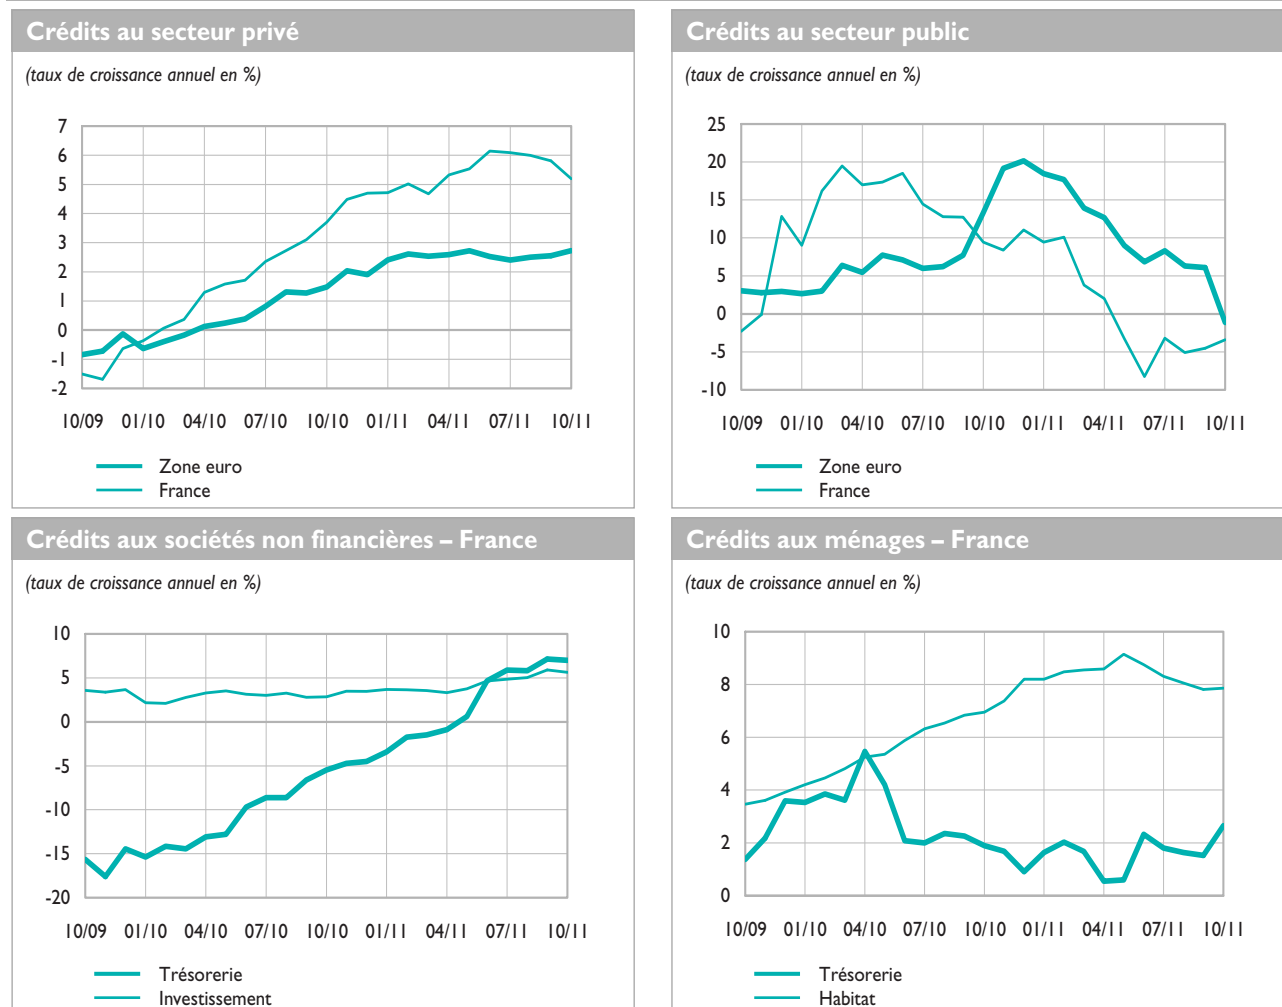 Crédits au secteur privé
(taux de croissance annuel en %)
7
6
5
4
3
2
1
0
-1
-2
10/09 01/10 04/10 07/10 10/10 01/11 04/11 07/11 10/11
Zone euro
France
Crédits au secteur public
(taux de croissance annuel en %)
25
20
15
10
5
0
-5
-10
10/09 01/10 04/10 07/10 10/10 01/11 04/11 07/11 10/11
Zone euro
France
Crédits aux sociétés non financières – France
(taux de croissance annuel en %)
10
5
0
-5
-10
-15
-20
10/09 01/10 04/10 07/10 10/10 01/11 04/11 07/11 10/11
Trésorerie
Investissement
Crédits aux ménages – France
(taux de croissance annuel en %)
10
8
6
4
2
0
10/09 01/10 04/10 07/10 10/10 01/11 04/11 07/11 10/11
Trésorerie
Habitat